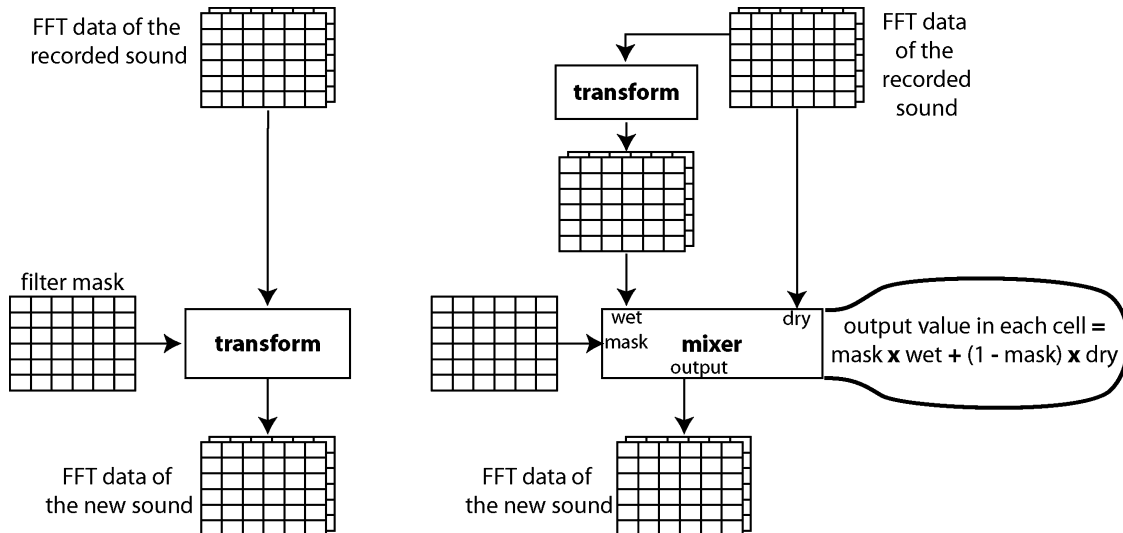 FFT data of the
recorded sound
filter mask
transform
FFT data of
the new sound
FFT data
of the
recorded
sound
transform
wet
dry
mask
mixer
output
output value in each cell =
mask x wet + (1 - mask) x dry
FFT data of
the new sound